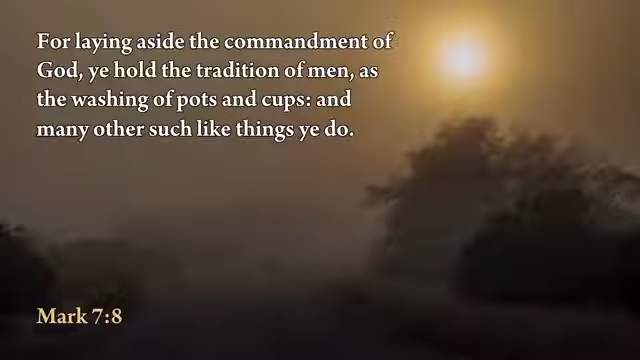 For laying aside the commandment of
God, ye hold the tradition of men, as
the washing of pots and cups: and
many other such like things ye do.
Mark 7:8